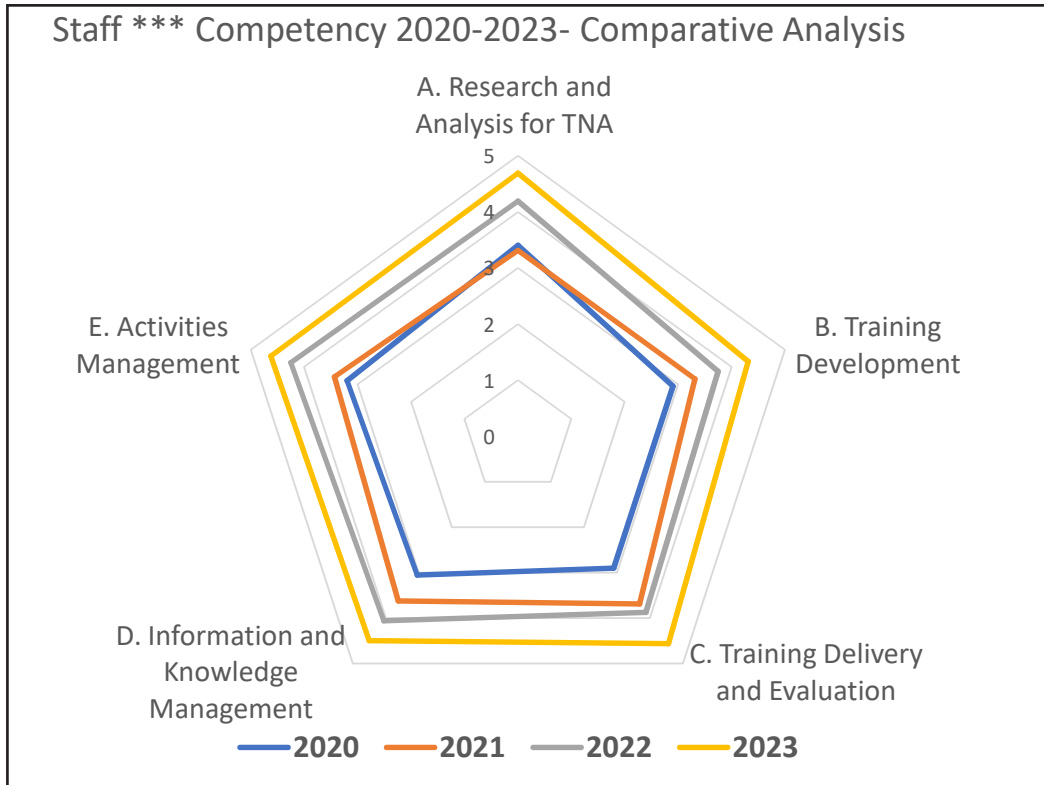 Staff *** Competency 2020-2023- Comparative Analysis
A. Research and
Analysis for TNA
5
4
3
2
1
0
B. Training
Development
C. Training Delivery
and Evaluation
D. Information and
Knowledge
Management
E. Activities
Management
2020
2021
2022
2023